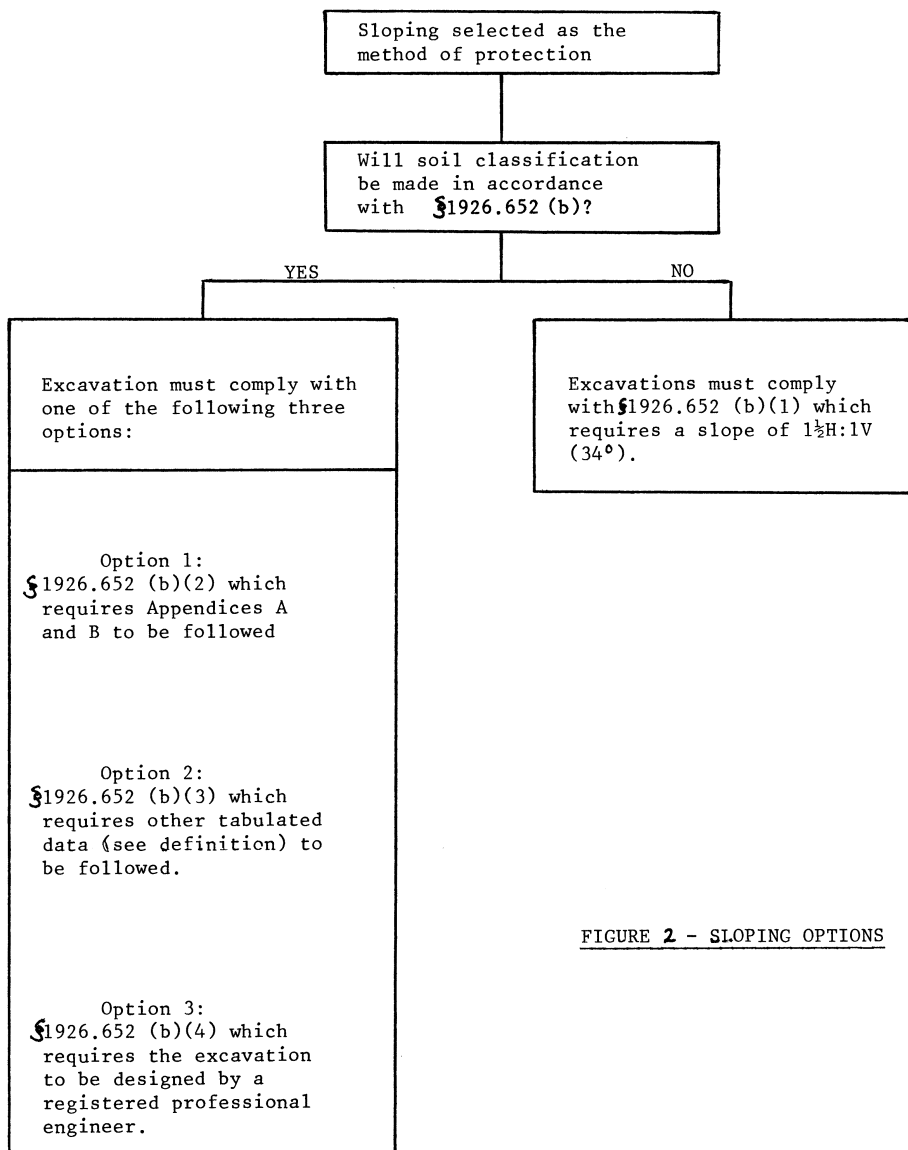 Sloping selected as the
method of protection
Will soil classification
be made in accordance
with §1926.652 (b)?
YES
NO
Excavation must comply with
one of the following three
options:
Excavations must comply
with §1926.652 (b)(1) which
requires a slope of 1½H:1V
(34°).
Option 1:
§1926.652 (b)(2) which
requires Appendices A
and B to be followed
Option 2:
§1926.652 (b)(3) which
requires other tabulated
data (see definition) to
be followed.
Option 3:
§1926.652 (b)(4) which
requires the excavation
to be designed by a
registered professional
engineer.
FIGURE 2 - SLOPING OPTIONS